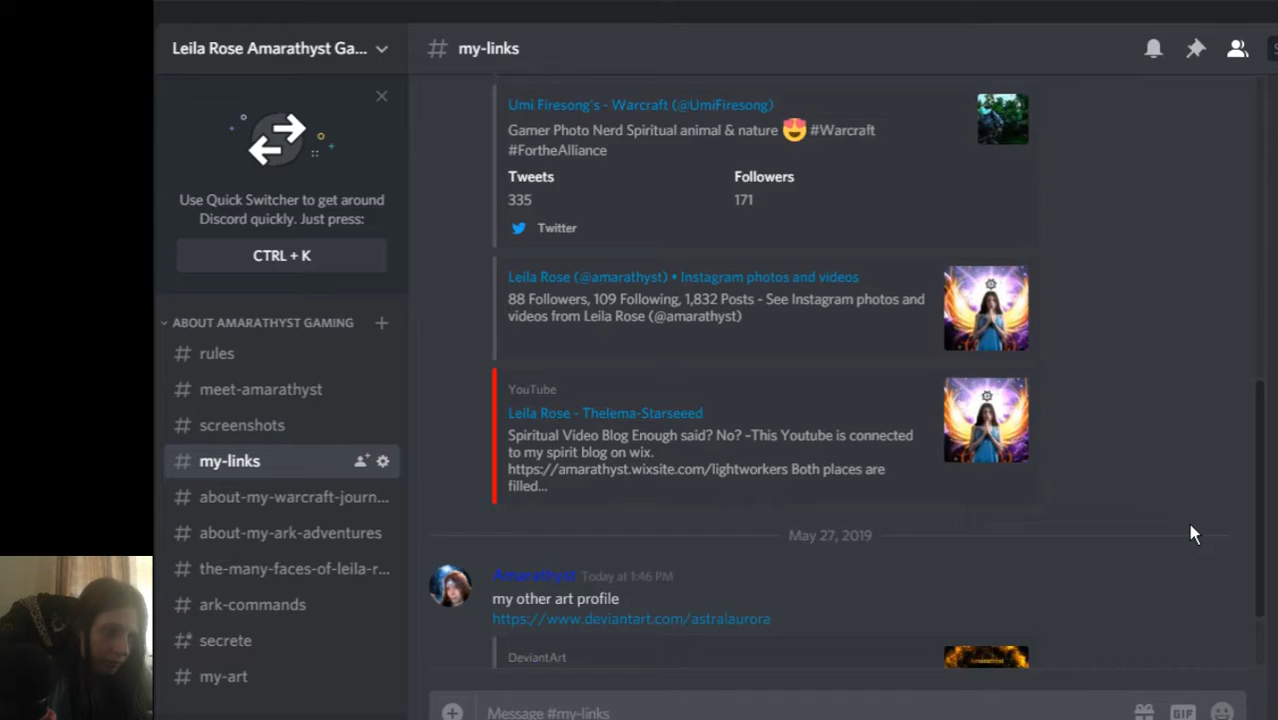 Leila Rose Amarathyst Ga...
Use Quick Switcher to get around
Discord quickly. Just press:
CTRL + K
ABOUT AMARATHYST GAMING
rules
meet-amarathyst
screenshots
my-links
about-my-warcraft-journ...
about-my-ark-adventures
the-many-faces-of-leila-r...
ark-commands
secrete
my-art
my-links
Umi Firesong's - Warcraft (@UmiFiresong)
Gamer Photo Nerd Spiritual animal & nature 😍 #Warcraft
#FortheAlliance
Tweets Followers
335 171
Twitter
Leila Rose (@amarathyst) • Instagram photos and videos
88 Followers, 109 Following, 1,832 Posts - See Instagram photos and
videos from Leila Rose (@amarathyst)
YouTube
Leila Rose - Thelema-Starseeed
Spiritual Video Blog Enough said? No? -This Youtube is connected
to my spirit blog on wix.
https://amarathyst.wixsite.com/lightworkers Both places are
filled...
May 27, 2019
Amarathyst Today at 1:46 PM
my other art profile
https://www.deviantart.com/astralaurora
DeviantArt
Message #my-links
GIF